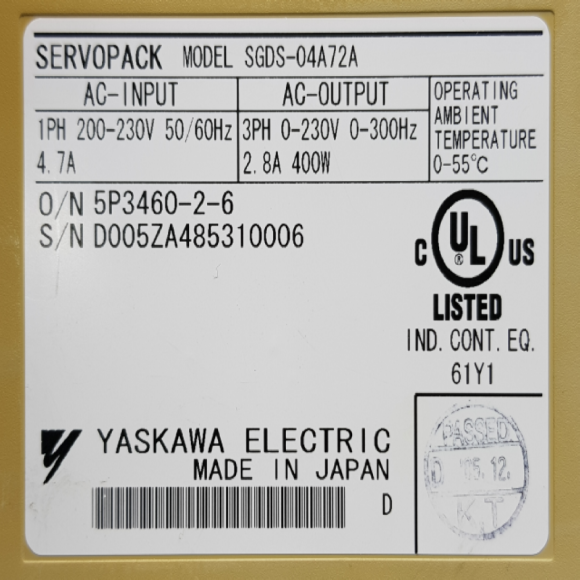 SERVOPACK MODEL SGDS-04A72A
AC-INPUT
1PH 200-230V 50/60Hz
4.7A
AC-OUTPUT
3PH 0-230V 0-300Hz
2.8A 400W
OPERATING
AMBIENT
TEMPERATURE
0-55°C
O/N 5P3460-2-6
S/N D005ZA485310006
C UL ® US
LISTED
IND. CONT. EQ.
61Y1
YASKAWA ELECTRIC
MADE IN JAPAN
D
PASSED
D '05.12.
K.T